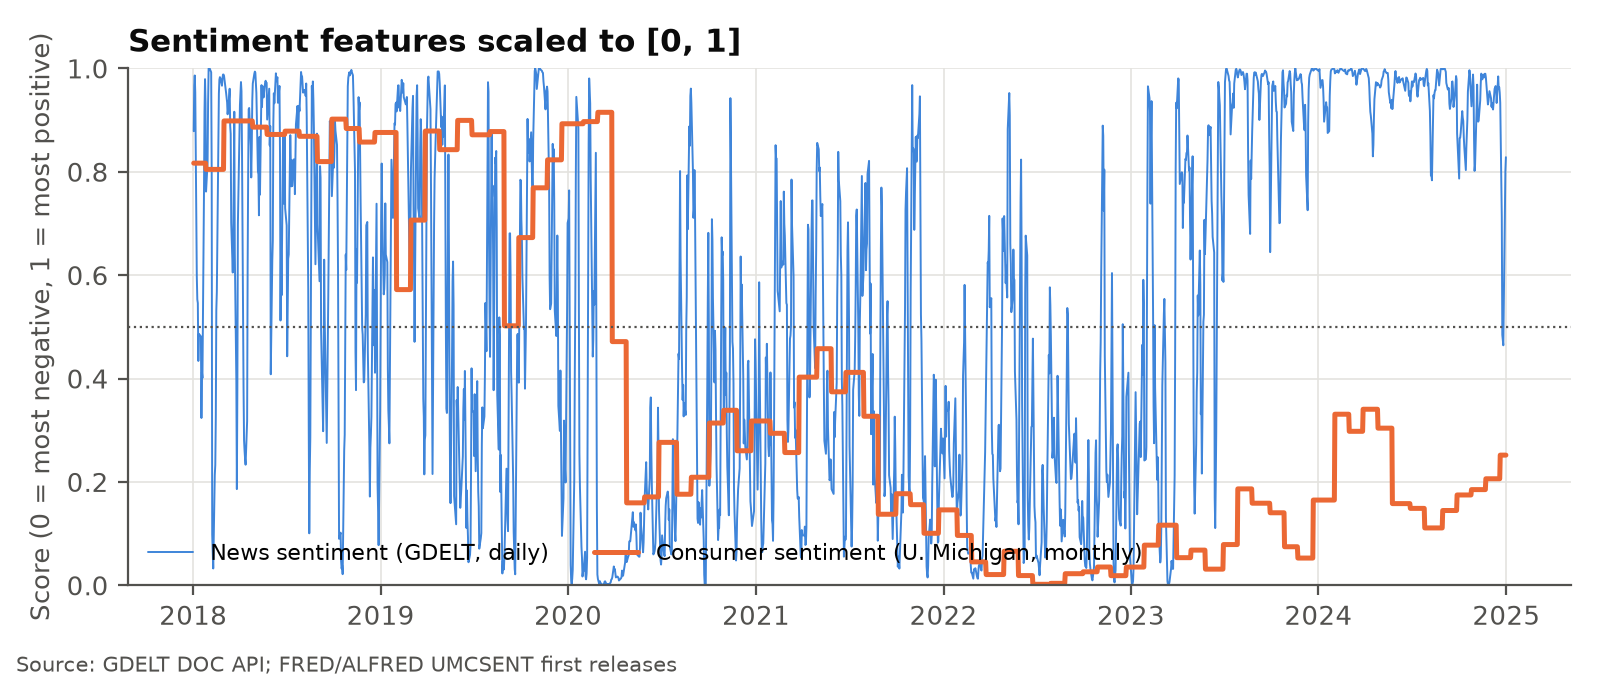 Sentiment features scaled to [0, 1]
Score (0 = most negative, 1 = most positive)
1.0
0.8
0.6
0.4
0.2
0.0
News sentiment (GDELT, daily)
Consumer sentiment (U. Michigan, monthly)
2018
2019
2020
2021
2022
2023
2024
2025
Source: GDELT DOC API; FRED/ALFRED UMCSENT first releases